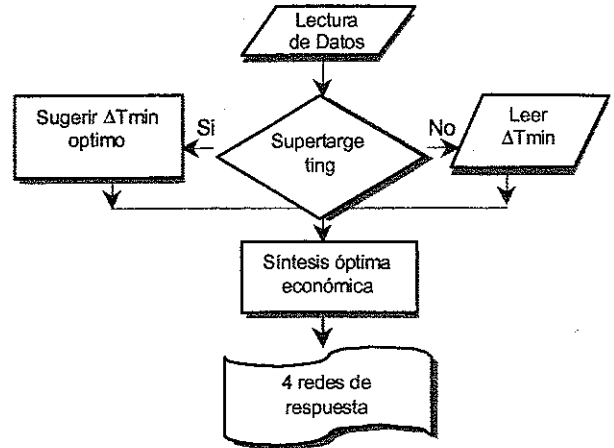 Lectura
de Datos
Sugerir ΔTmin
optimo
Si
Supertarge
ting
No
Leer
ΔTmin
Síntesis óptima
económica
4 redes de
respuesta